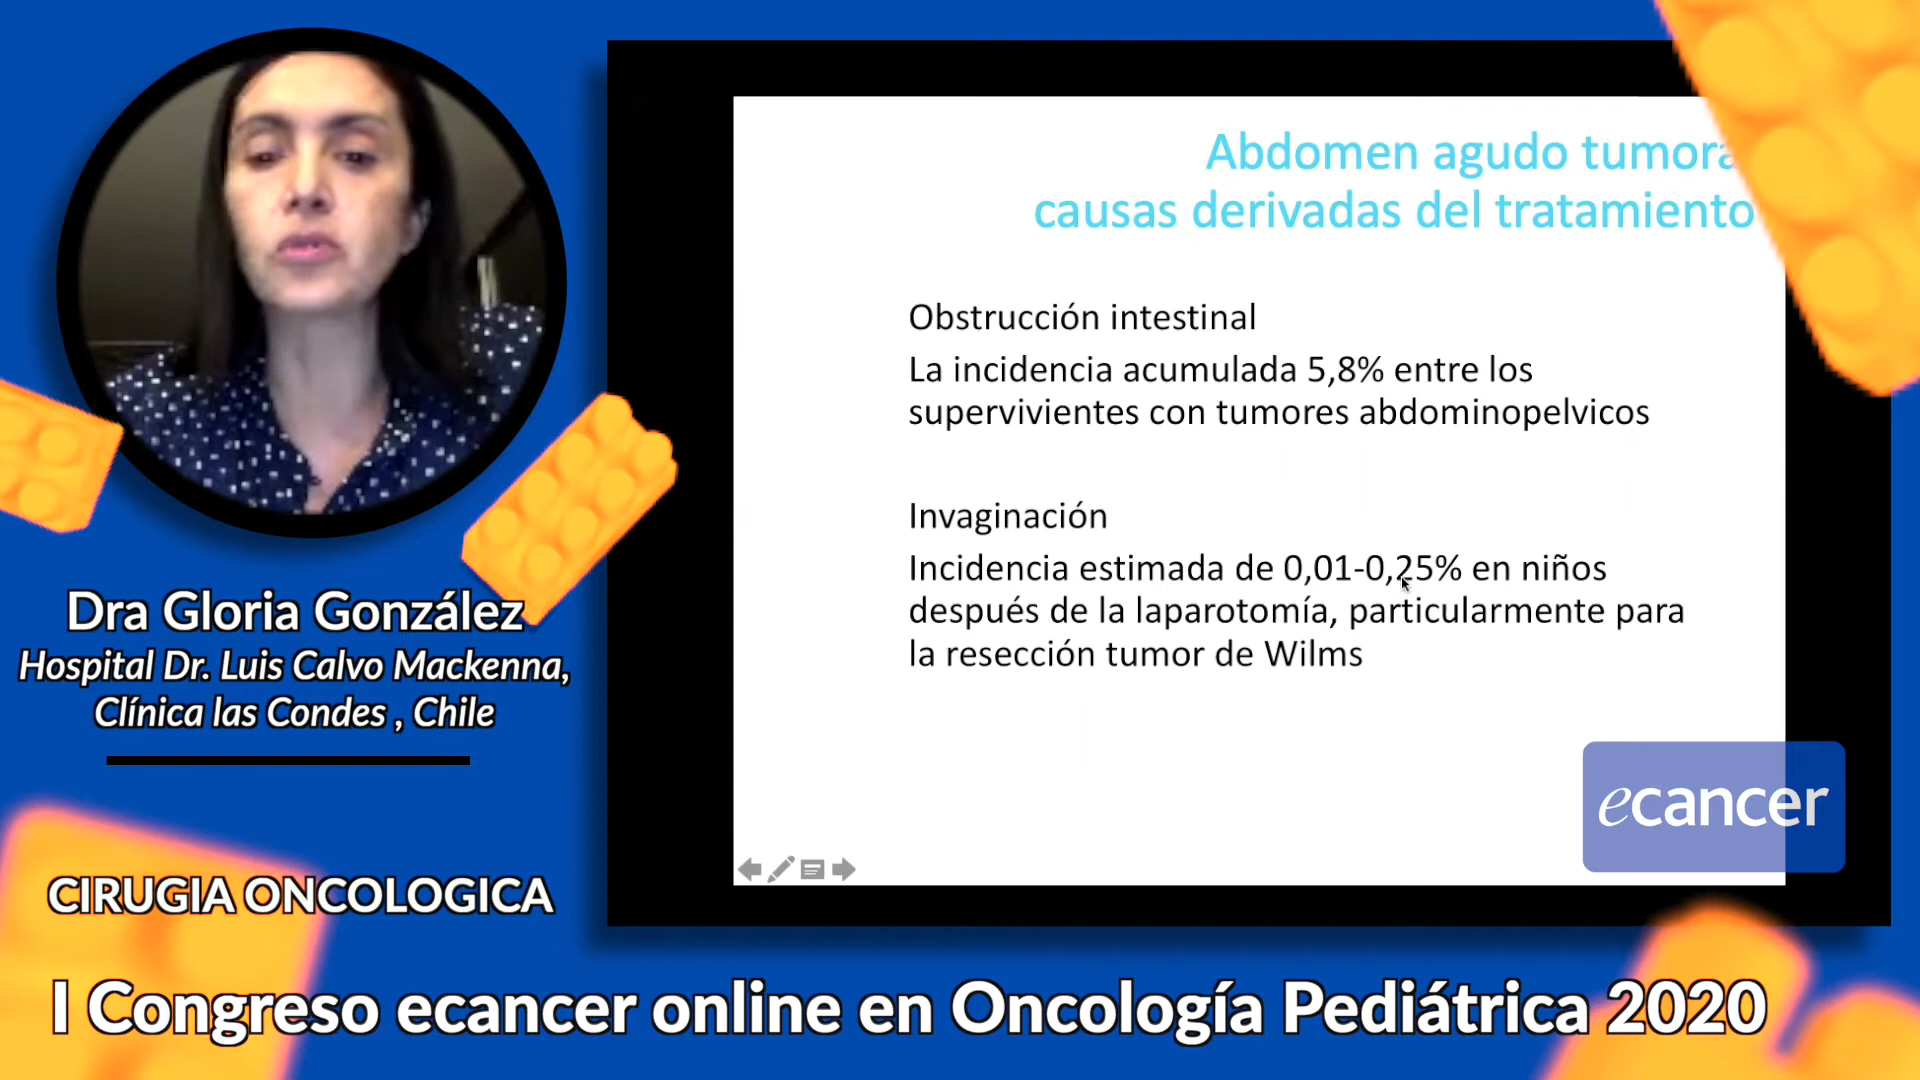 Abdomen agudo tumora
causas derivadas del tratamiento
Obstrucción intestinal
La incidencia acumulada 5,8% entre los
supervivientes con tumores abdominopelvicos
Invaginación
Incidencia estimada de 0,01-0,25% en niños
después de la laparotomía, particularmente para
la resección tumor de Wilms
ecancer
Dra Gloria González
Hospital Dr. Luis Calvo Mackenna,
Clínica las Condes , Chile
CIRUGIA ONCOLOGICA
I Congreso ecancer online en Oncología Pediátrica 2020